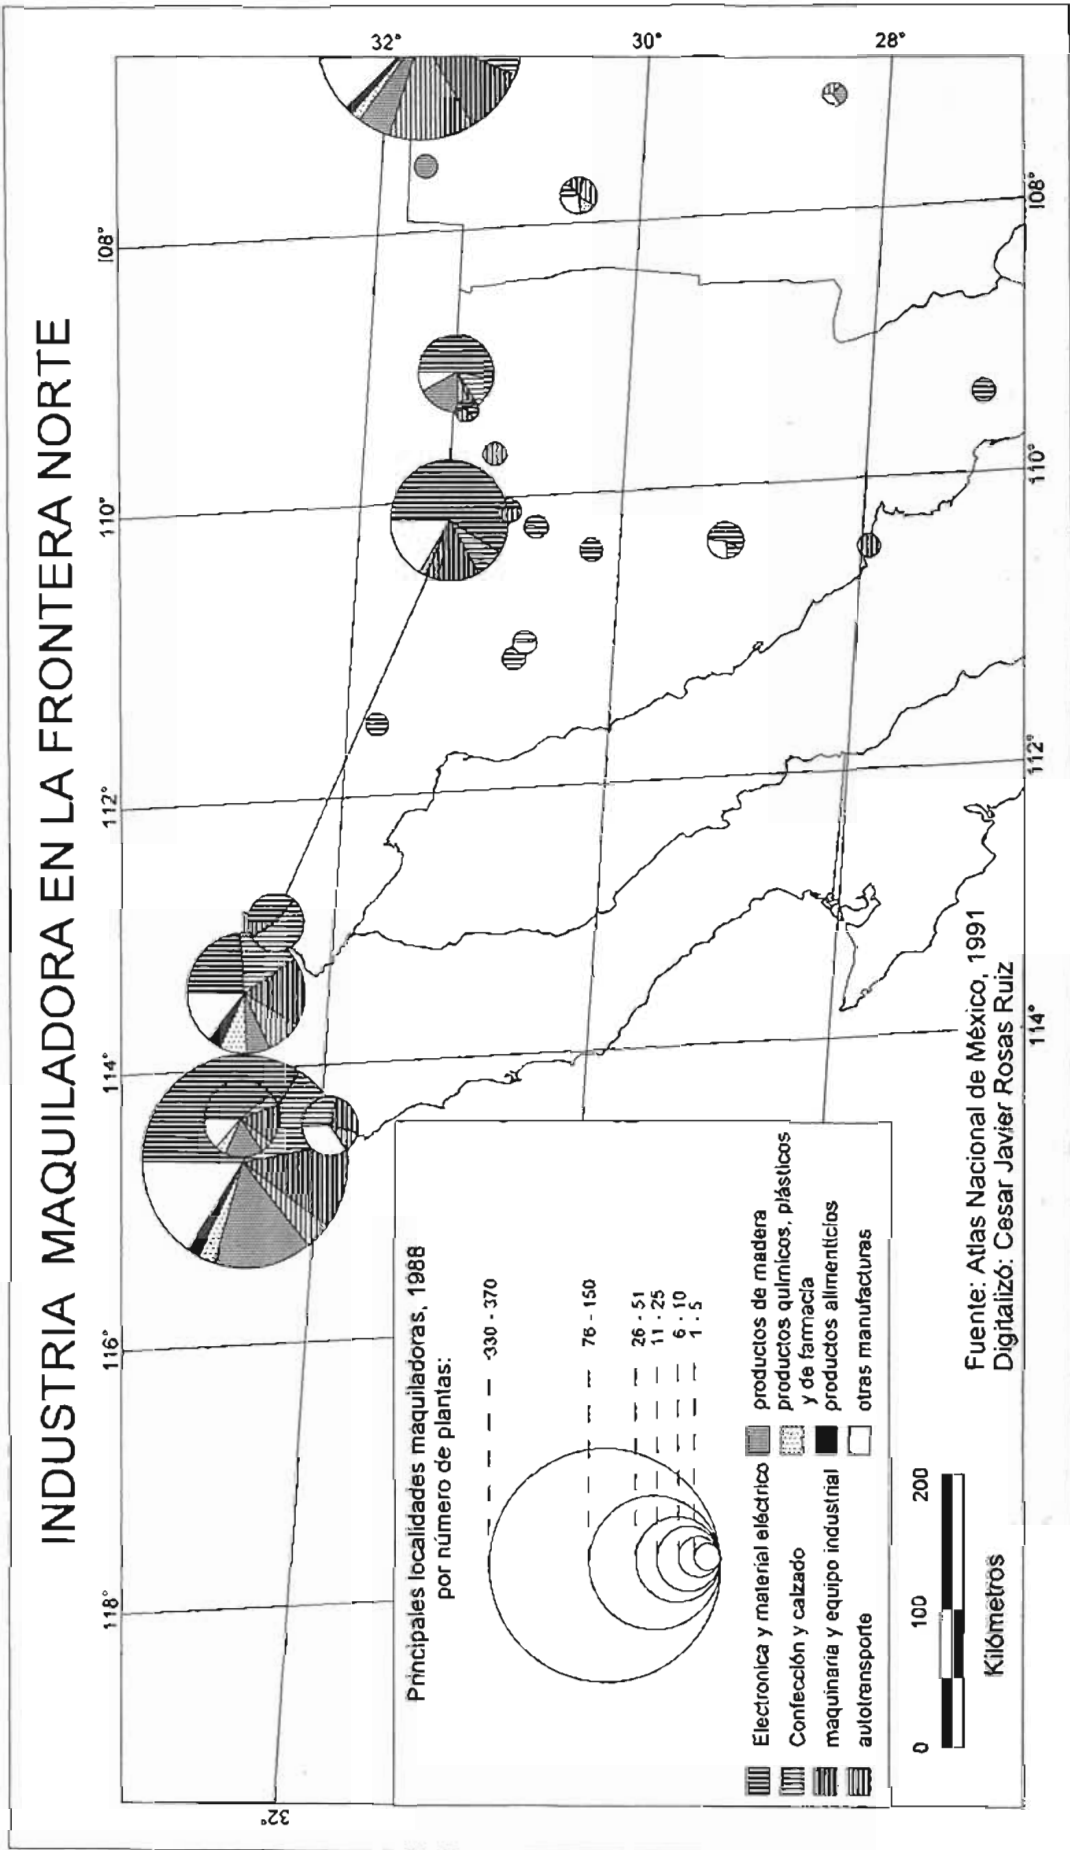 INDUSTRIA MAQUILADORA EN LA FRONTERA NORTE
118°
116°
114°
112°
110°
108°
32°
32°
30°
28°
114°
112°
110°
108°
Principales localidades maquiladoras, 1988
por número de plantas:
330 - 370
76 - 150
26 - 51
11 - 25
6 - 10
1 - 5
Electronica y material eléctrico
Confección y calzado
maquinaria y equipo industrial
autotransporte
productos de madera
productos químicos, plásticos
y de farmacia
productos alimenticios
otras manufacturas
0 100 200
Kilómetros
Fuente: Atlas Nacional de México, 1991
Digitalizó: Cesar Javier Rosas Ruiz